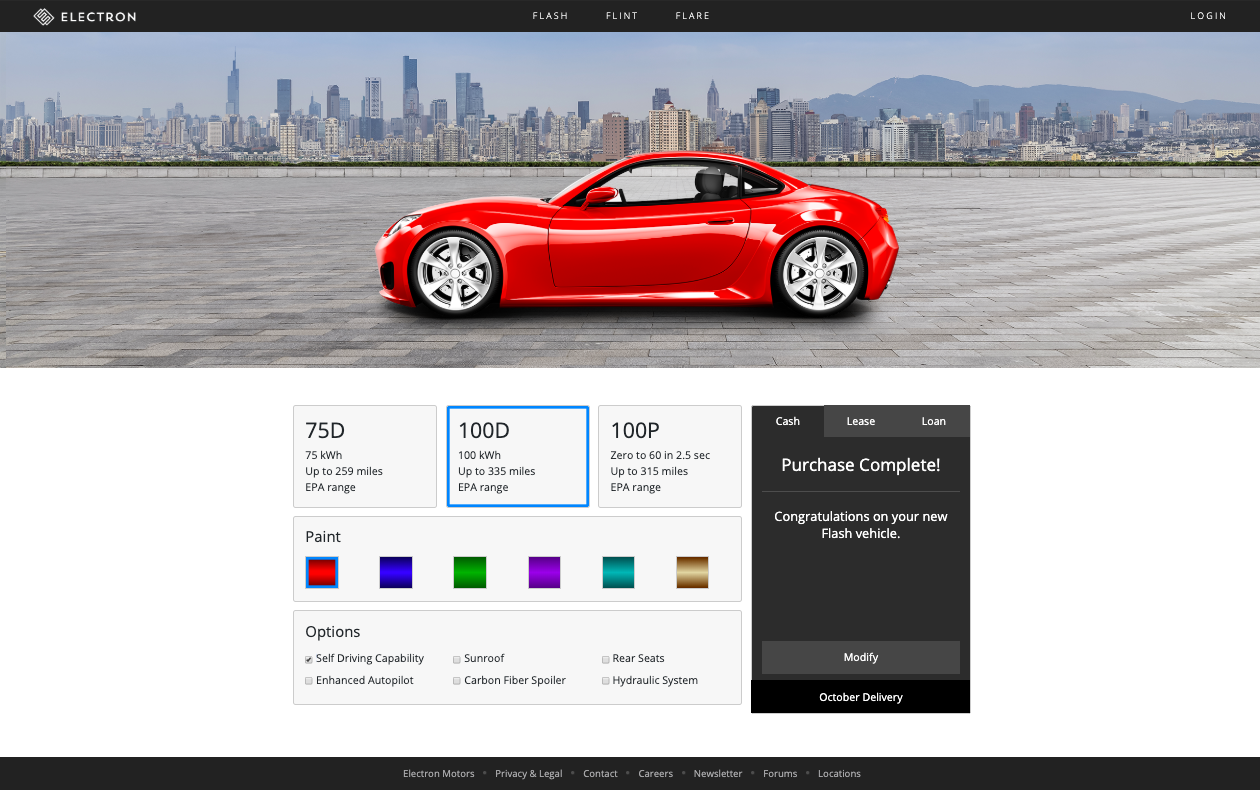 ELECTRON
FLASH
FLINT
FLARE
LOGIN
75D
75 kWh
Up to 259 miles
EPA range
100D
100 kWh
Up to 335 miles
EPA range
100P
Zero to 60 in 2.5 sec
Up to 315 miles
EPA range
Paint
Options
Self Driving Capability
Sunroof
Rear Seats
Enhanced Autopilot
Carbon Fiber Spoiler
Hydraulic System
Cash
Lease
Loan
Purchase Complete!
Congratulations on your new
Flash vehicle.
Modify
October Delivery
Electron Motors • Privacy & Legal • Contact • Careers • Newsletter • Forums • Locations